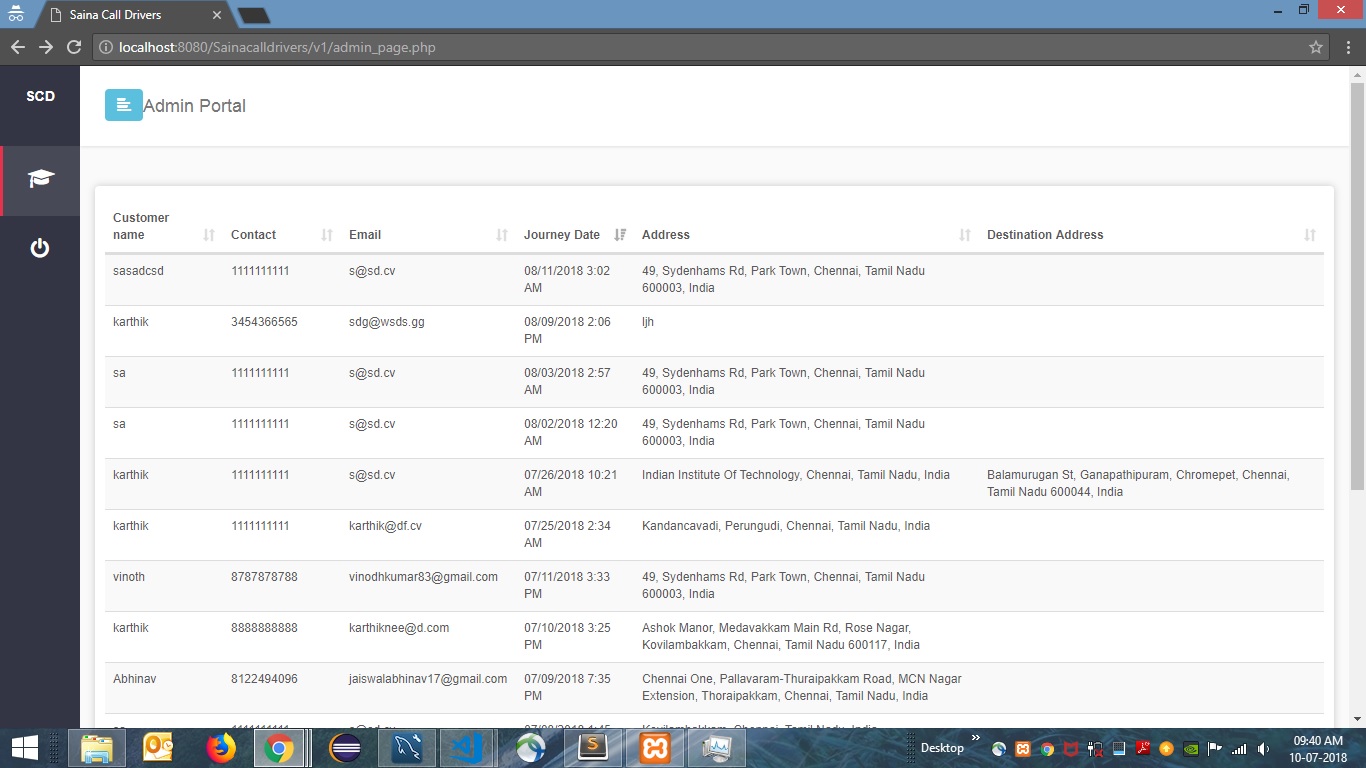 Saina Call Drivers
localhost:8080/Sainacalldrivers/v1/admin_page.php
SCD
Admin Portal
Customer name Contact Email Journey Date Address Destination Address
sasadcsd 1111111111 s@sd.cv 08/11/2018 3:02 49, Sydenhams Rd, Park Town, Chennai, Tamil Nadu
AM 600003, India
karthik 3454366565 sdg@wsds.gg 08/09/2018 2:06 ljh
PM
sa 1111111111 s@sd.cv 08/03/2018 2:57 49, Sydenhams Rd, Park Town, Chennai, Tamil Nadu
AM 600003, India
sa 1111111111 s@sd.cv 08/02/2018 12:20 49, Sydenhams Rd, Park Town, Chennai, Tamil Nadu
AM 600003, India
karthik 1111111111 s@sd.cv 07/26/2018 10:21 Indian Institute Of Technology, Chennai, Tamil Nadu, India Balamurugan St, Ganapathipuram, Chromepet, Chennai,
AM Tamil Nadu 600044, India
karthik 1111111111 karthik@df.cv 07/25/2018 2:34 Kandancavadi, Perungudi, Chennai, Tamil Nadu, India
AM
vinoth 8787878788 vinodhkumar83@gmail.com 07/11/2018 3:33 49, Sydenhams Rd, Park Town, Chennai, Tamil Nadu
PM 600003, India
karthik 8888888888 karthiknee@d.com 07/10/2018 3:25 Ashok Manor, Medavakkam Main Rd, Rose Nagar,
PM Kovilambakkam, Chennai, Tamil Nadu 600117, India
Abhinav 8122494096 jaiswalabhinav17@gmail.com 07/09/2018 7:35 Chennai One, Pallavaram-Thuraipakkam Road, MCN Nagar
PM Extension, Thoraipakkam, Chennai, Tamil Nadu, India
Desktop
09:40 AM
10-07-2018